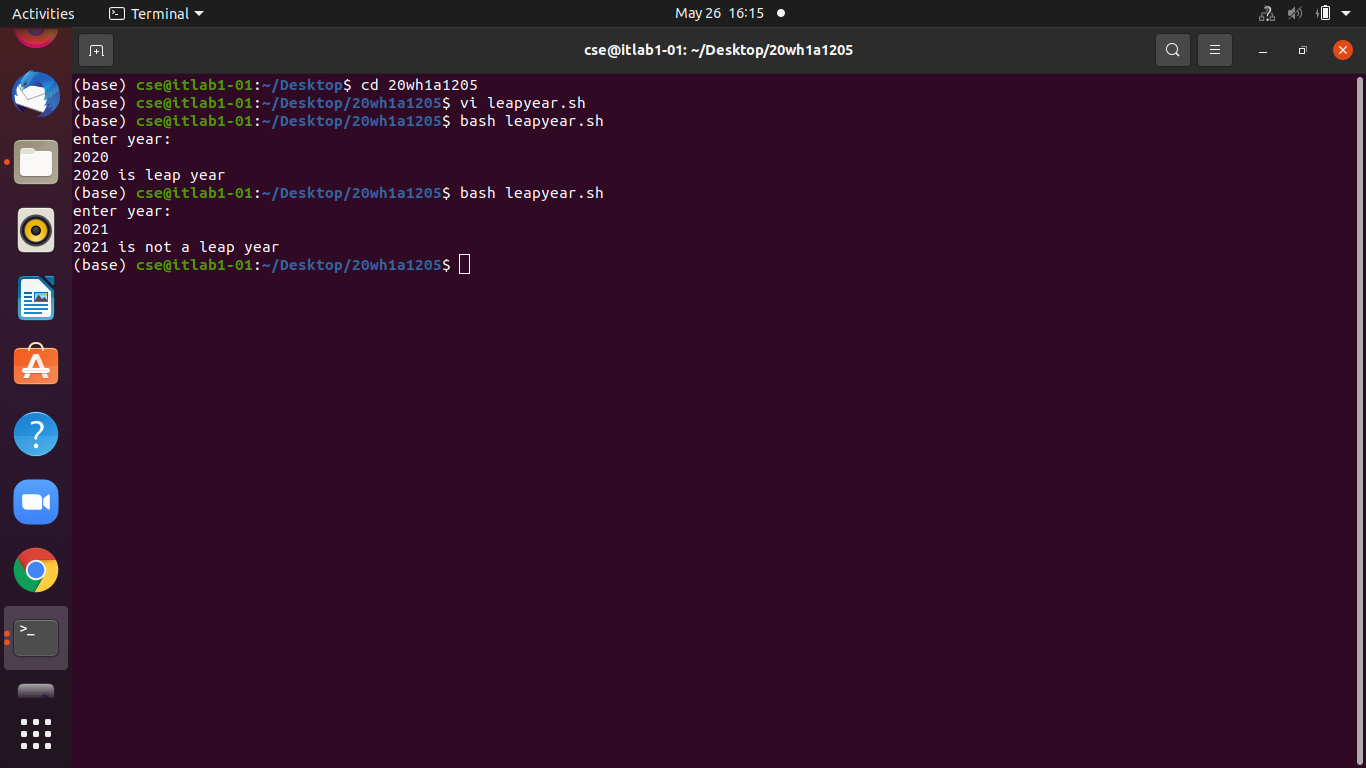 Activities Terminal May 26 16:15
cse@itlab1-01: ~/Desktop/20wh1a1205
(base) cse@itlab1-01:~/Desktop$ cd 20wh1a1205
(base) cse@itlab1-01:~/Desktop/20wh1a1205$ vi leapyear.sh
(base) cse@itlab1-01:~/Desktop/20wh1a1205$ bash leapyear.sh
enter year:
2020
2020 is leap year
(base) cse@itlab1-01:~/Desktop/20wh1a1205$ bash leapyear.sh
enter year:
2021
2021 is not a leap year
(base) cse@itlab1-01:~/Desktop/20wh1a1205$